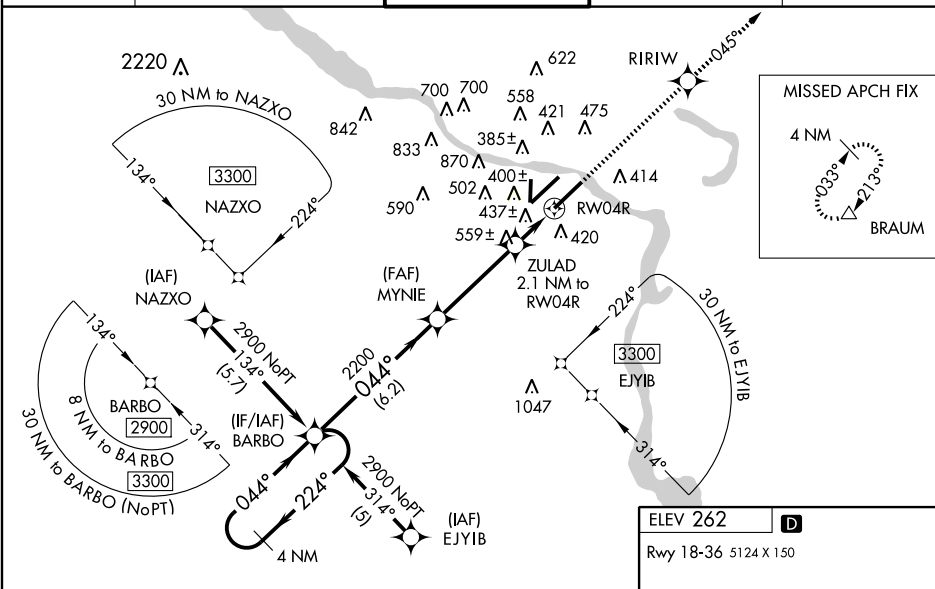 2220
30 NM to NAZXO
134°
3300
NAZXO
224°
842
700
700
833
870
590
502
622
558
421
475
385±
400±
437±
559±
414
420
RW04R
RIRIW
045°
MISSED APCH FIX
4 NM
033°
213°
BRAUM
ZULAD
2.1 NM to
RW04R
(FAF)
MYNIE
(IAF)
NAZXO
2900 NoPT
134°
(5.7)
2200
044°
(6.2)
(IF/IAF)
BARBO
134°
BARBO
2900
8 NM to BARBO
3300
30 NM to BARBO (NoPT)
314°
044°
224°
4 NM
2900 NoPT
314°
(5)
(IAF)
EJYIB
224°
30 NM to EJYIB
3300
EJYIB
1047
314°
ELEV 262
D
Rwy 18-36 5124 X 150